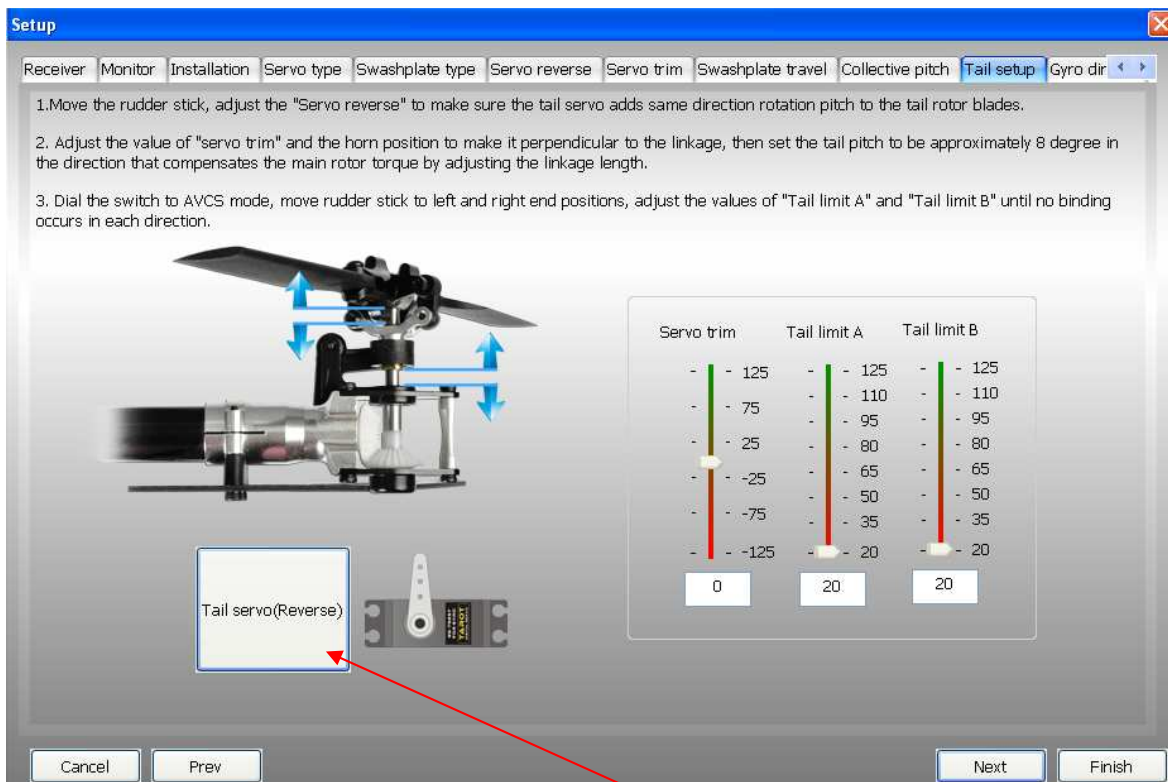 Setup
Receiver Monitor Installation Servo type Swashplate type Servo reverse Servo trim Swashplate travel Collective pitch Tail setup Gyro dir
1.Move the rudder stick, adjust the "Servo reverse" to make sure the tail servo adds same direction rotation pitch to the tail rotor blades.
2. Adjust the value of "servo trim" and the horn position to make it perpendicular to the linkage, then set the tail pitch to be approximately 8 degree in
the direction that compensates the main rotor torque by adjusting the linkage length.
3. Dial the switch to AVCS mode, move rudder stick to left and right end positions, adjust the values of "Tail limit A" and "Tail limit B" until no binding
occurs in each direction.
Servo trim Tail limit A Tail limit B
- - 125 - - 125 - - 125
- - 110 - - 110
- - 75 - - 95 - - 95
- - 25 - - 80 - - 80
- - -25 - - 65 - - 65
- - 50 - - 50
- - -75 - - 35 - - 35
- - -125 - - 20 - - 20
0 20 20
Tail servo(Reverse)
TAROT
Cancel Prev Next Finish